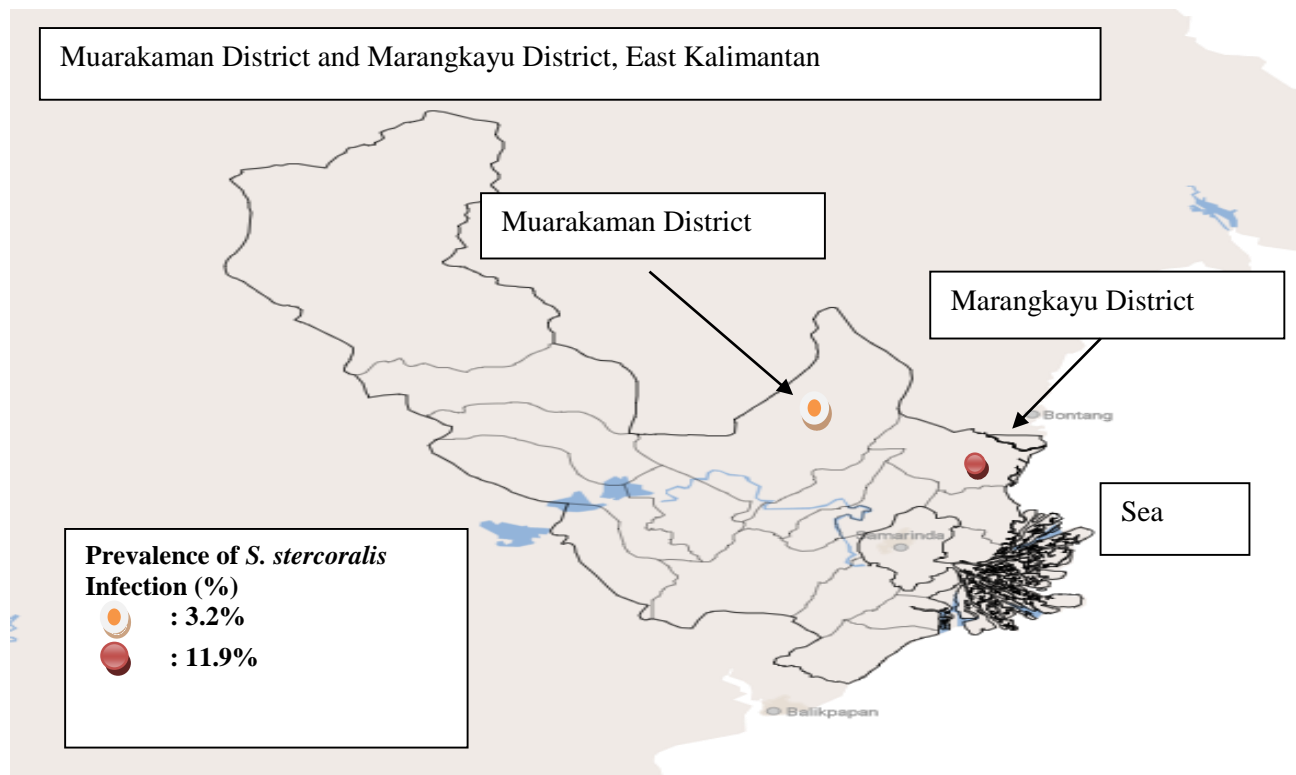 Muarakaman District and Marangkayu District, East Kalimantan
Muarakaman District
Marangkayu District
Bontang
Sea
Samarinda
Prevalence of S. stercoralis
Infection (%)
: 3.2%
: 11.9%
Balikpapan